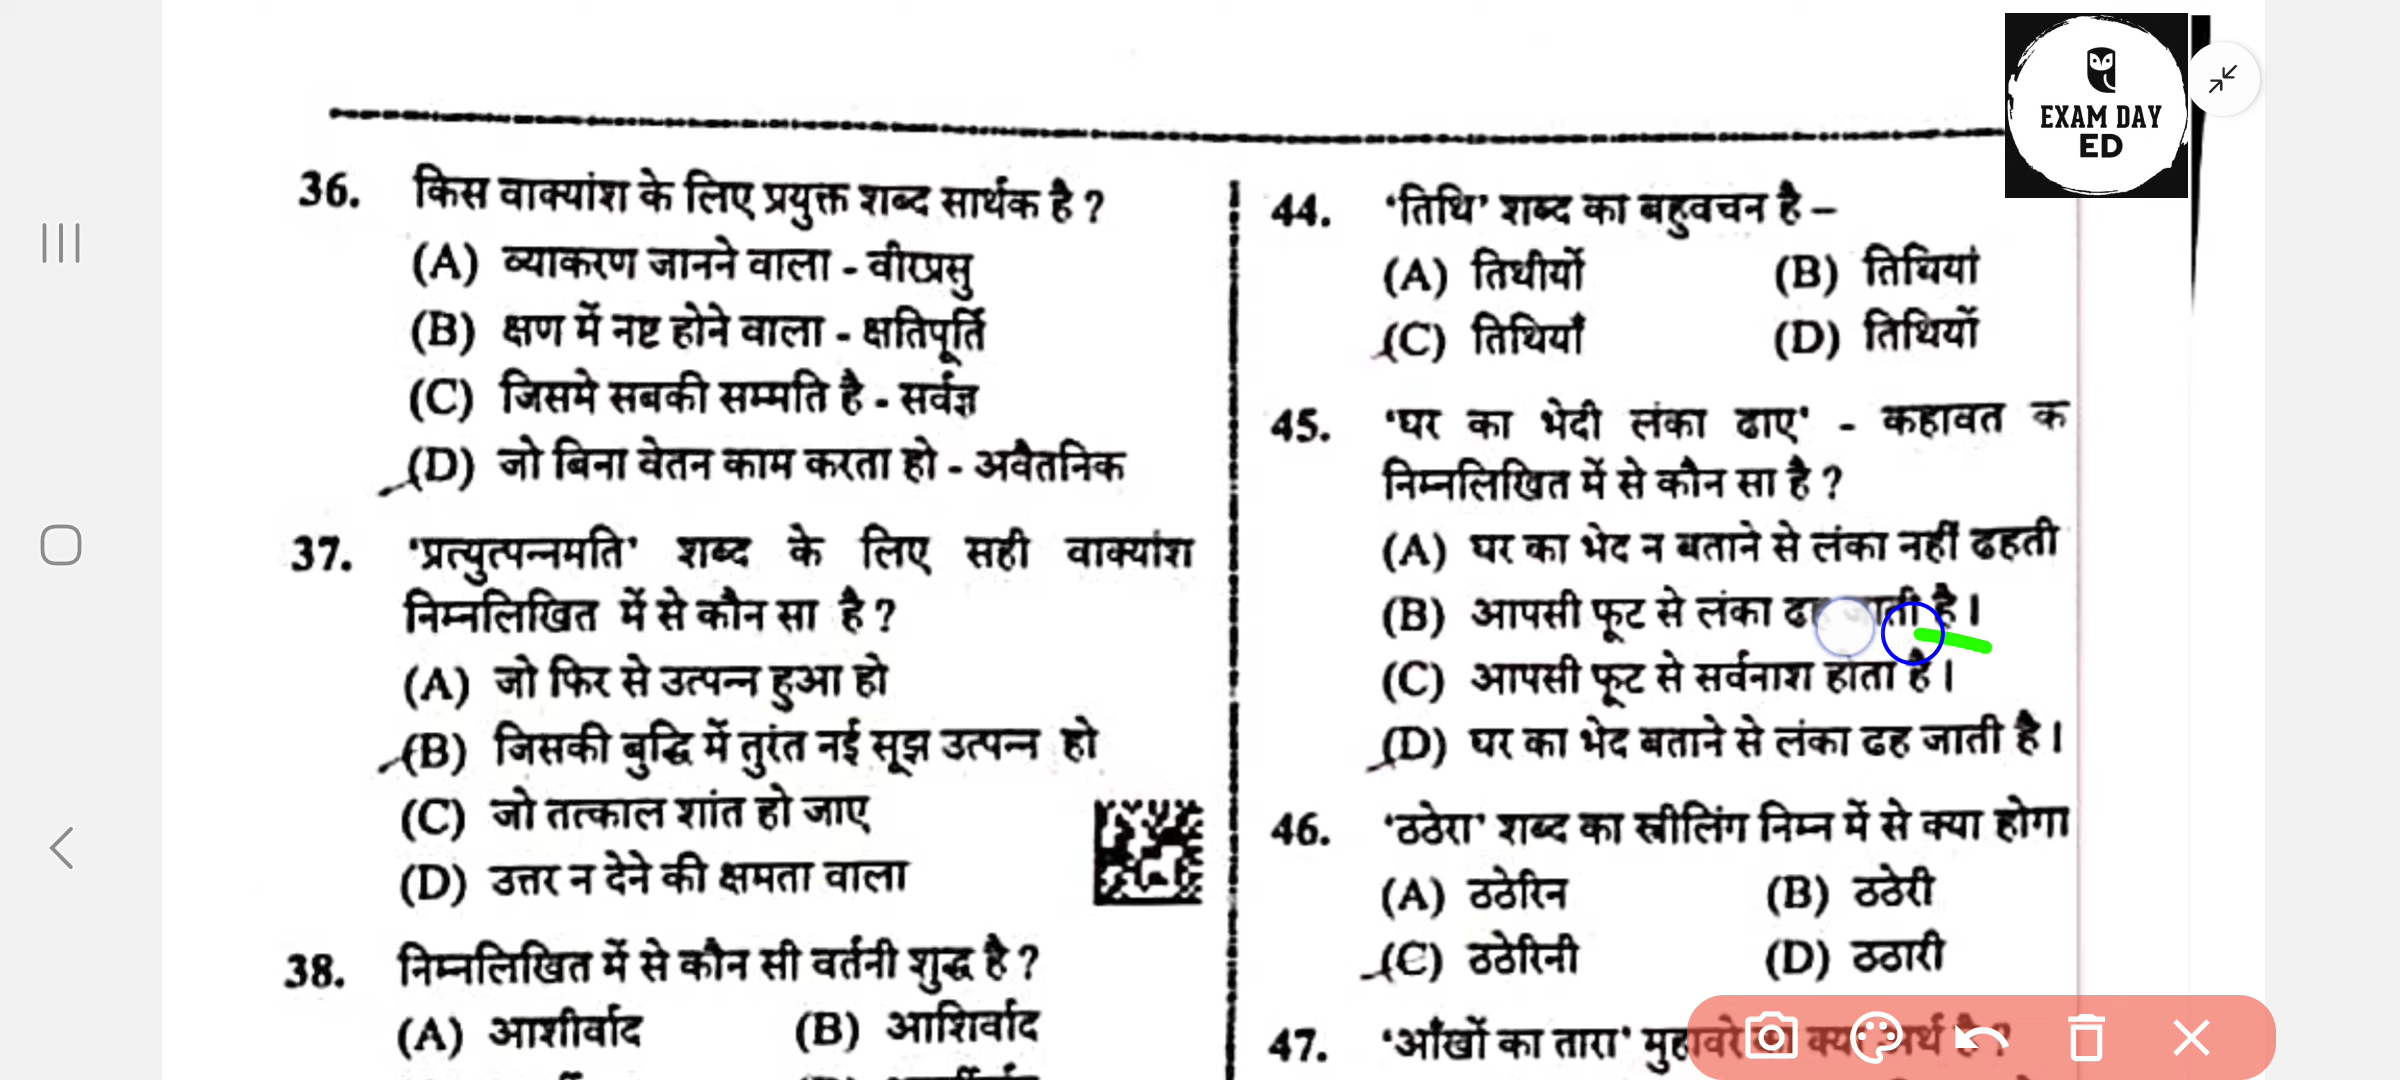 EXAM DAY
ED
36. किस वाक्यांश के लिए प्रयुक्त शब्द सार्थक है ?
(A) व्याकरण जानने वाला - वीरप्रसु
(B) क्षण में नष्ट होने वाला - क्षतिपूर्ति
(C) जिसमे सबकी सम्मति है - सर्वज्ञ
(D) जो बिना वेतन काम करता हो - अवैतनिक
37. 'प्रत्युत्पन्नमति' शब्द के लिए सही वाक्यांश
निम्नलिखित में से कौन सा है ?
(A) जो फिर से उत्पन्न हुआ हो
(B) जिसकी बुद्धि में तुरंत नई सूझ उत्पन्न हो
(C) जो तत्काल शांत हो जाए
(D) उत्तर न देने की क्षमता वाला
38. निम्नलिखित में से कौन सी वर्तनी शुद्ध है ?
(A) आशीर्वाद (B) आशिर्वाद
44. 'तिथि' शब्द का बहुवचन है –
(A) तिथीयों (B) तिथियां
(C) तिथियाँ (D) तिथियों
45. 'घर का भेदी लंका ढाए' - कहावत क
निम्नलिखित में से कौन सा है ?
(A) घर का भेद न बताने से लंका नहीं ढहती
(B) आपसी फूट से लंका है ।
(C) आपसी फूट से सर्वनाश होता है ।
(D) घर का भेद बताने से लंका ढह जाती है ।
46. 'ठठेरा' शब्द का स्त्रीलिंग निम्न में से क्या होगा
(A) ठठेरिन (B) ठठेरी
(C) ठठेरिनी (D) ठठारी
47. 'आँखों का तारा' मुहावरे का क्या अर्थ है ?